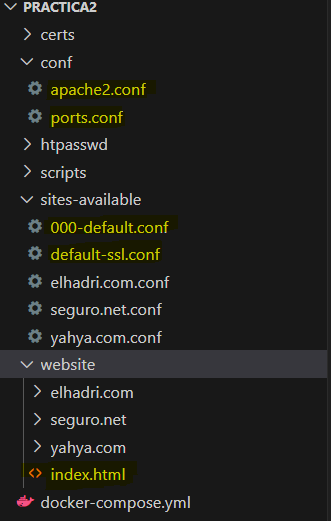 PRACTICA2
certs
conf
apache2.conf
ports.conf
htpasswd
scripts
sites-available
000-default.conf
default-ssl.conf
elhadri.com.conf
seguro.net.conf
yahya.com.conf
website
elhadri.com
seguro.net
yahya.com
index.html
docker-compose.yml